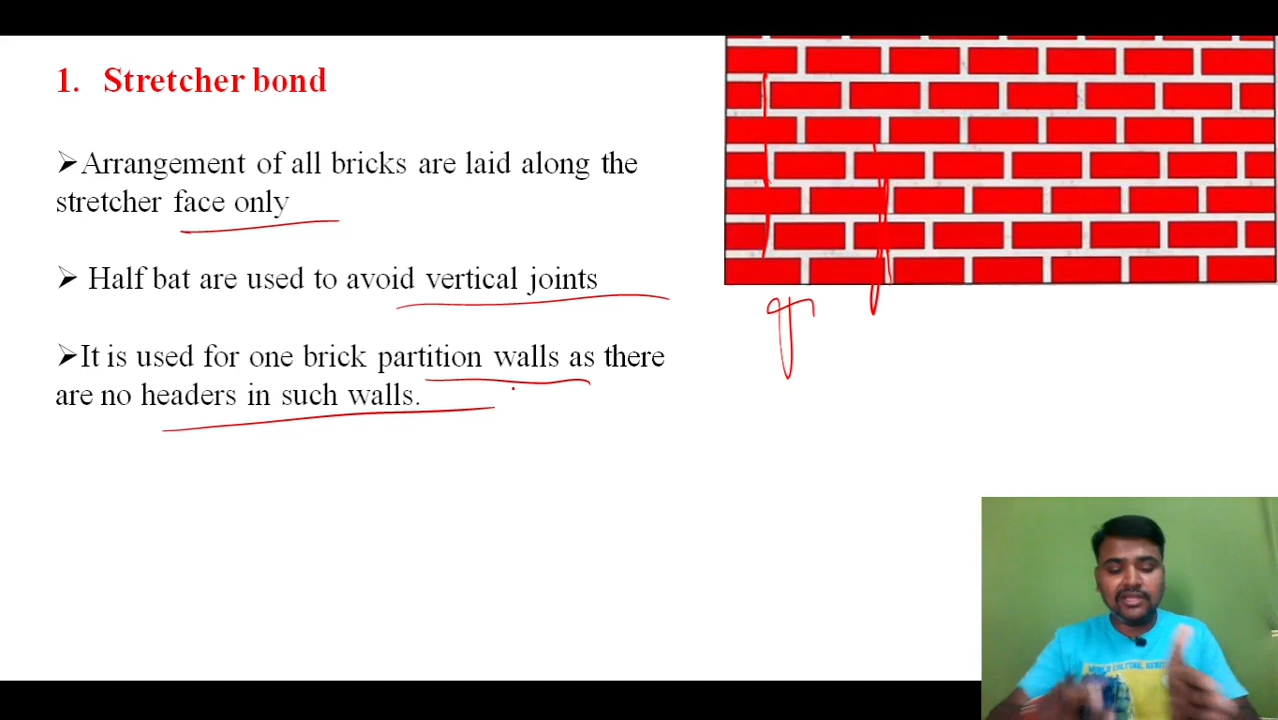 1. Stretcher bond
➢Arrangement of all bricks are laid along the
stretcher face only
➢ Half bat are used to avoid vertical joints
➢It is used for one brick partition walls as there
are no headers in such walls.